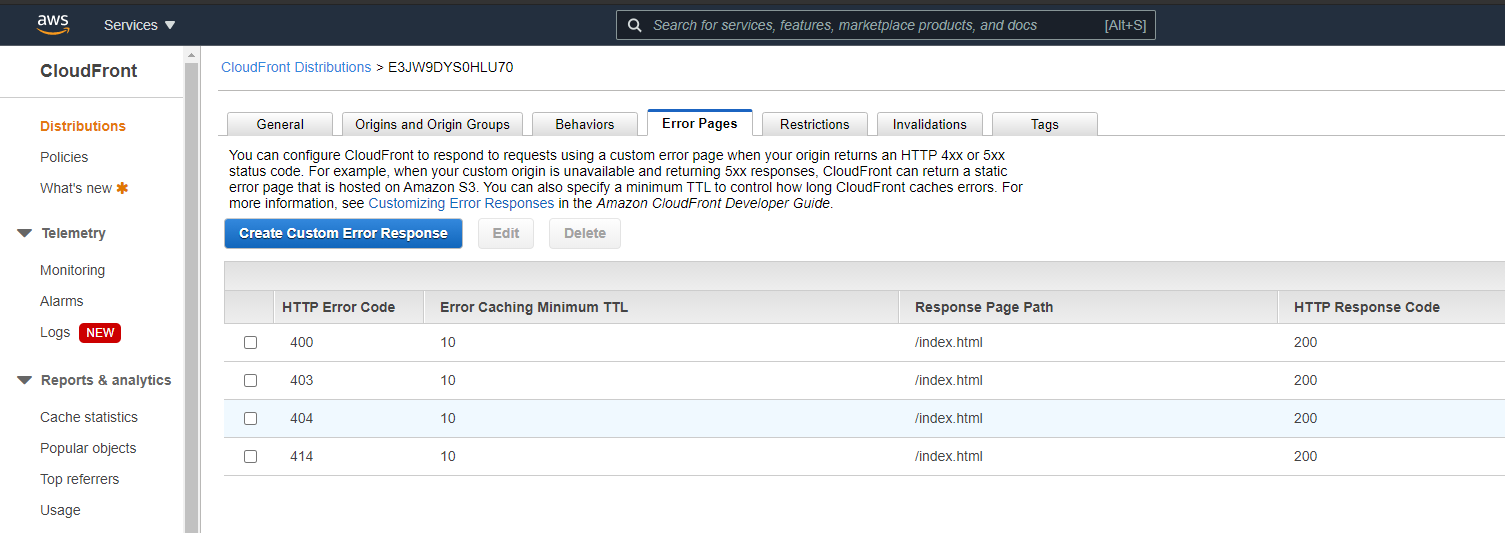 aws
Services
Search for services, features, marketplace products, and docs [Alt+S]
CloudFront
Distributions
Policies
What's new
Telemetry
Monitoring
Alarms
Logs NEW
Reports & analytics
Cache statistics
Popular objects
Top referrers
Usage
CloudFront Distributions > E3JW9DYS0HLU70
General Origins and Origin Groups Behaviors Error Pages Restrictions Invalidations Tags
You can configure CloudFront to respond to requests using a custom error page when your origin returns an HTTP 4xx or 5xx
status code. For example, when your custom origin is unavailable and returning 5xx responses, CloudFront can return a static
error page that is hosted on Amazon S3. You can also specify a minimum TTL to control how long CloudFront caches errors. For
more information, see Customizing Error Responses in the Amazon CloudFront Developer Guide.
Create Custom Error Response Edit Delete
HTTP Error Code Error Caching Minimum TTL Response Page Path HTTP Response Code
400 10 /index.html 200
403 10 /index.html 200
404 10 /index.html 200
414 10 /index.html 200